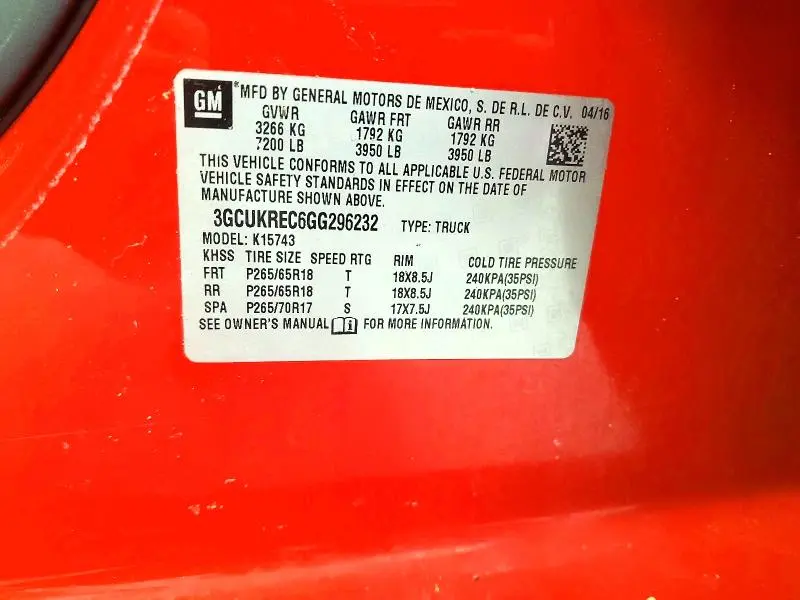 GM *MFD BY GENERAL MOTORS DE MEXICO, S. DE R.L. DE C.V. 04/16
GVWR GAWR FRT GAWR RR
3266 KG 1792 KG 1792 KG
7200 LB 3950 LB 3950 LB
THIS VEHICLE CONFORMS TO ALL APPLICABLE U.S. FEDERAL MOTOR
VEHICLE SAFETY STANDARDS IN EFFECT ON THE DATE OF
MANUFACTURE SHOWN ABOVE.
3GCUKREC6GG296232 TYPE: TRUCK
MODEL: K15743
KHSS TIRE SIZE SPEED RTG RIM COLD TIRE PRESSURE
FRT P265/65R18 T 18X8.5J 240KPA(35PSI)
RR P265/65R18 T 18X8.5J 240KPA(35PSI)
SPA P265/70R17 S 17X7.5J 240KPA(35PSI)
SEE OWNER'S MANUAL FOR MORE INFORMATION.